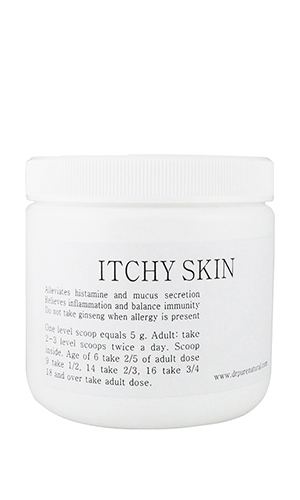 ITCHY SKIN
Alleviates histamine and mucus secretion
Relieves inflammation and balance immunity
Do not take ginseng when allergy is present
One level scoop equals 5 g. Adult: take
2-3 level scoops twice a day. Scoop
inside. Age of 6 take 2/5 of adult dose
9 take 1/2, 14 take 2/3, 16 take 3/4
18 and over take adult dose.
www.drpurenatural.com